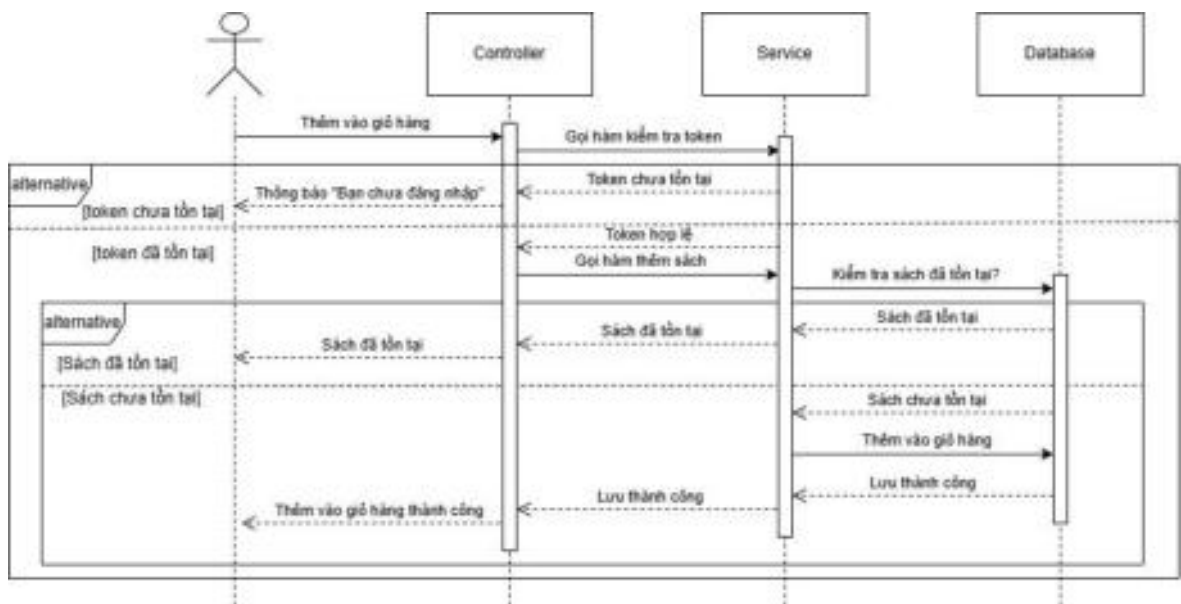 Controller
Service
Database
Thêm vào giỏ hàng
Gọi hàm kiểm tra token
alternative
Token chưa tồn tại
Thông báo "Bạn chưa đăng nhập"
[token chưa tồn tại]
Token hợp lệ
[token đã tồn tại]
Gọi hàm thêm sách
Kiểm tra sách đã tồn tại?
alternative
Sách đã tồn tại
Sách đã tồn tại
Sách đã tồn tại
[Sách đã tồn tại]
[Sách chưa tồn tại]
Sách chưa tồn tại
Thêm vào giỏ hàng
Lưu thành công
Lưu thành công
Thêm vào giỏ hàng thành công